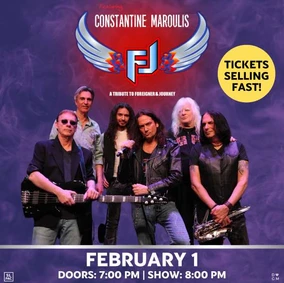 CONSTANTINE MAROULIS
FJ
A TRIBUTE TO FOREIGNER & JOURNEY
TICKETS
SELLING
FAST!
FEBRUARY 1
DOORS: 7:00 PM | SHOW: 8:00 PM